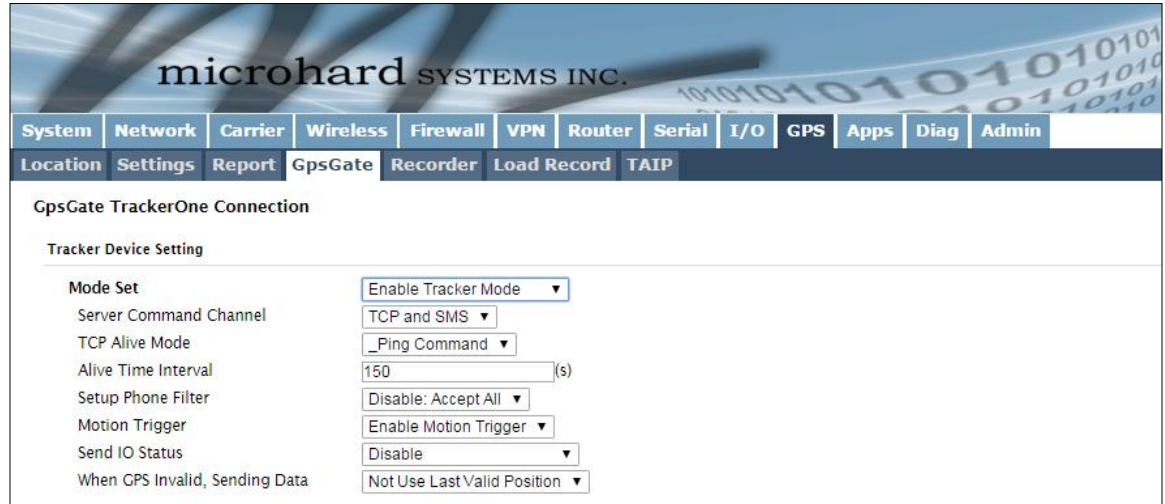 microhard SYSTEMS INC.
System Network Carrier Wireless Firewall VPN Router Serial I/O GPS Apps Diag Admin
Location Settings Report GpsGate Recorder Load Record TAIP
GpsGate TrackerOne Connection
Tracker Device Setting
Mode Set Enable Tracker Mode
Server Command Channel TCP and SMS
TCP Alive Mode _Ping Command
Alive Time Interval 150 (s)
Setup Phone Filter Disable: Accept All
Motion Trigger Enable Motion Trigger
Send IO Status Disable
When GPS Invalid, Sending Data Not Use Last Valid Position